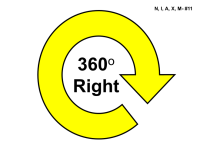 N, I, A, X, M- 811
360°
Right